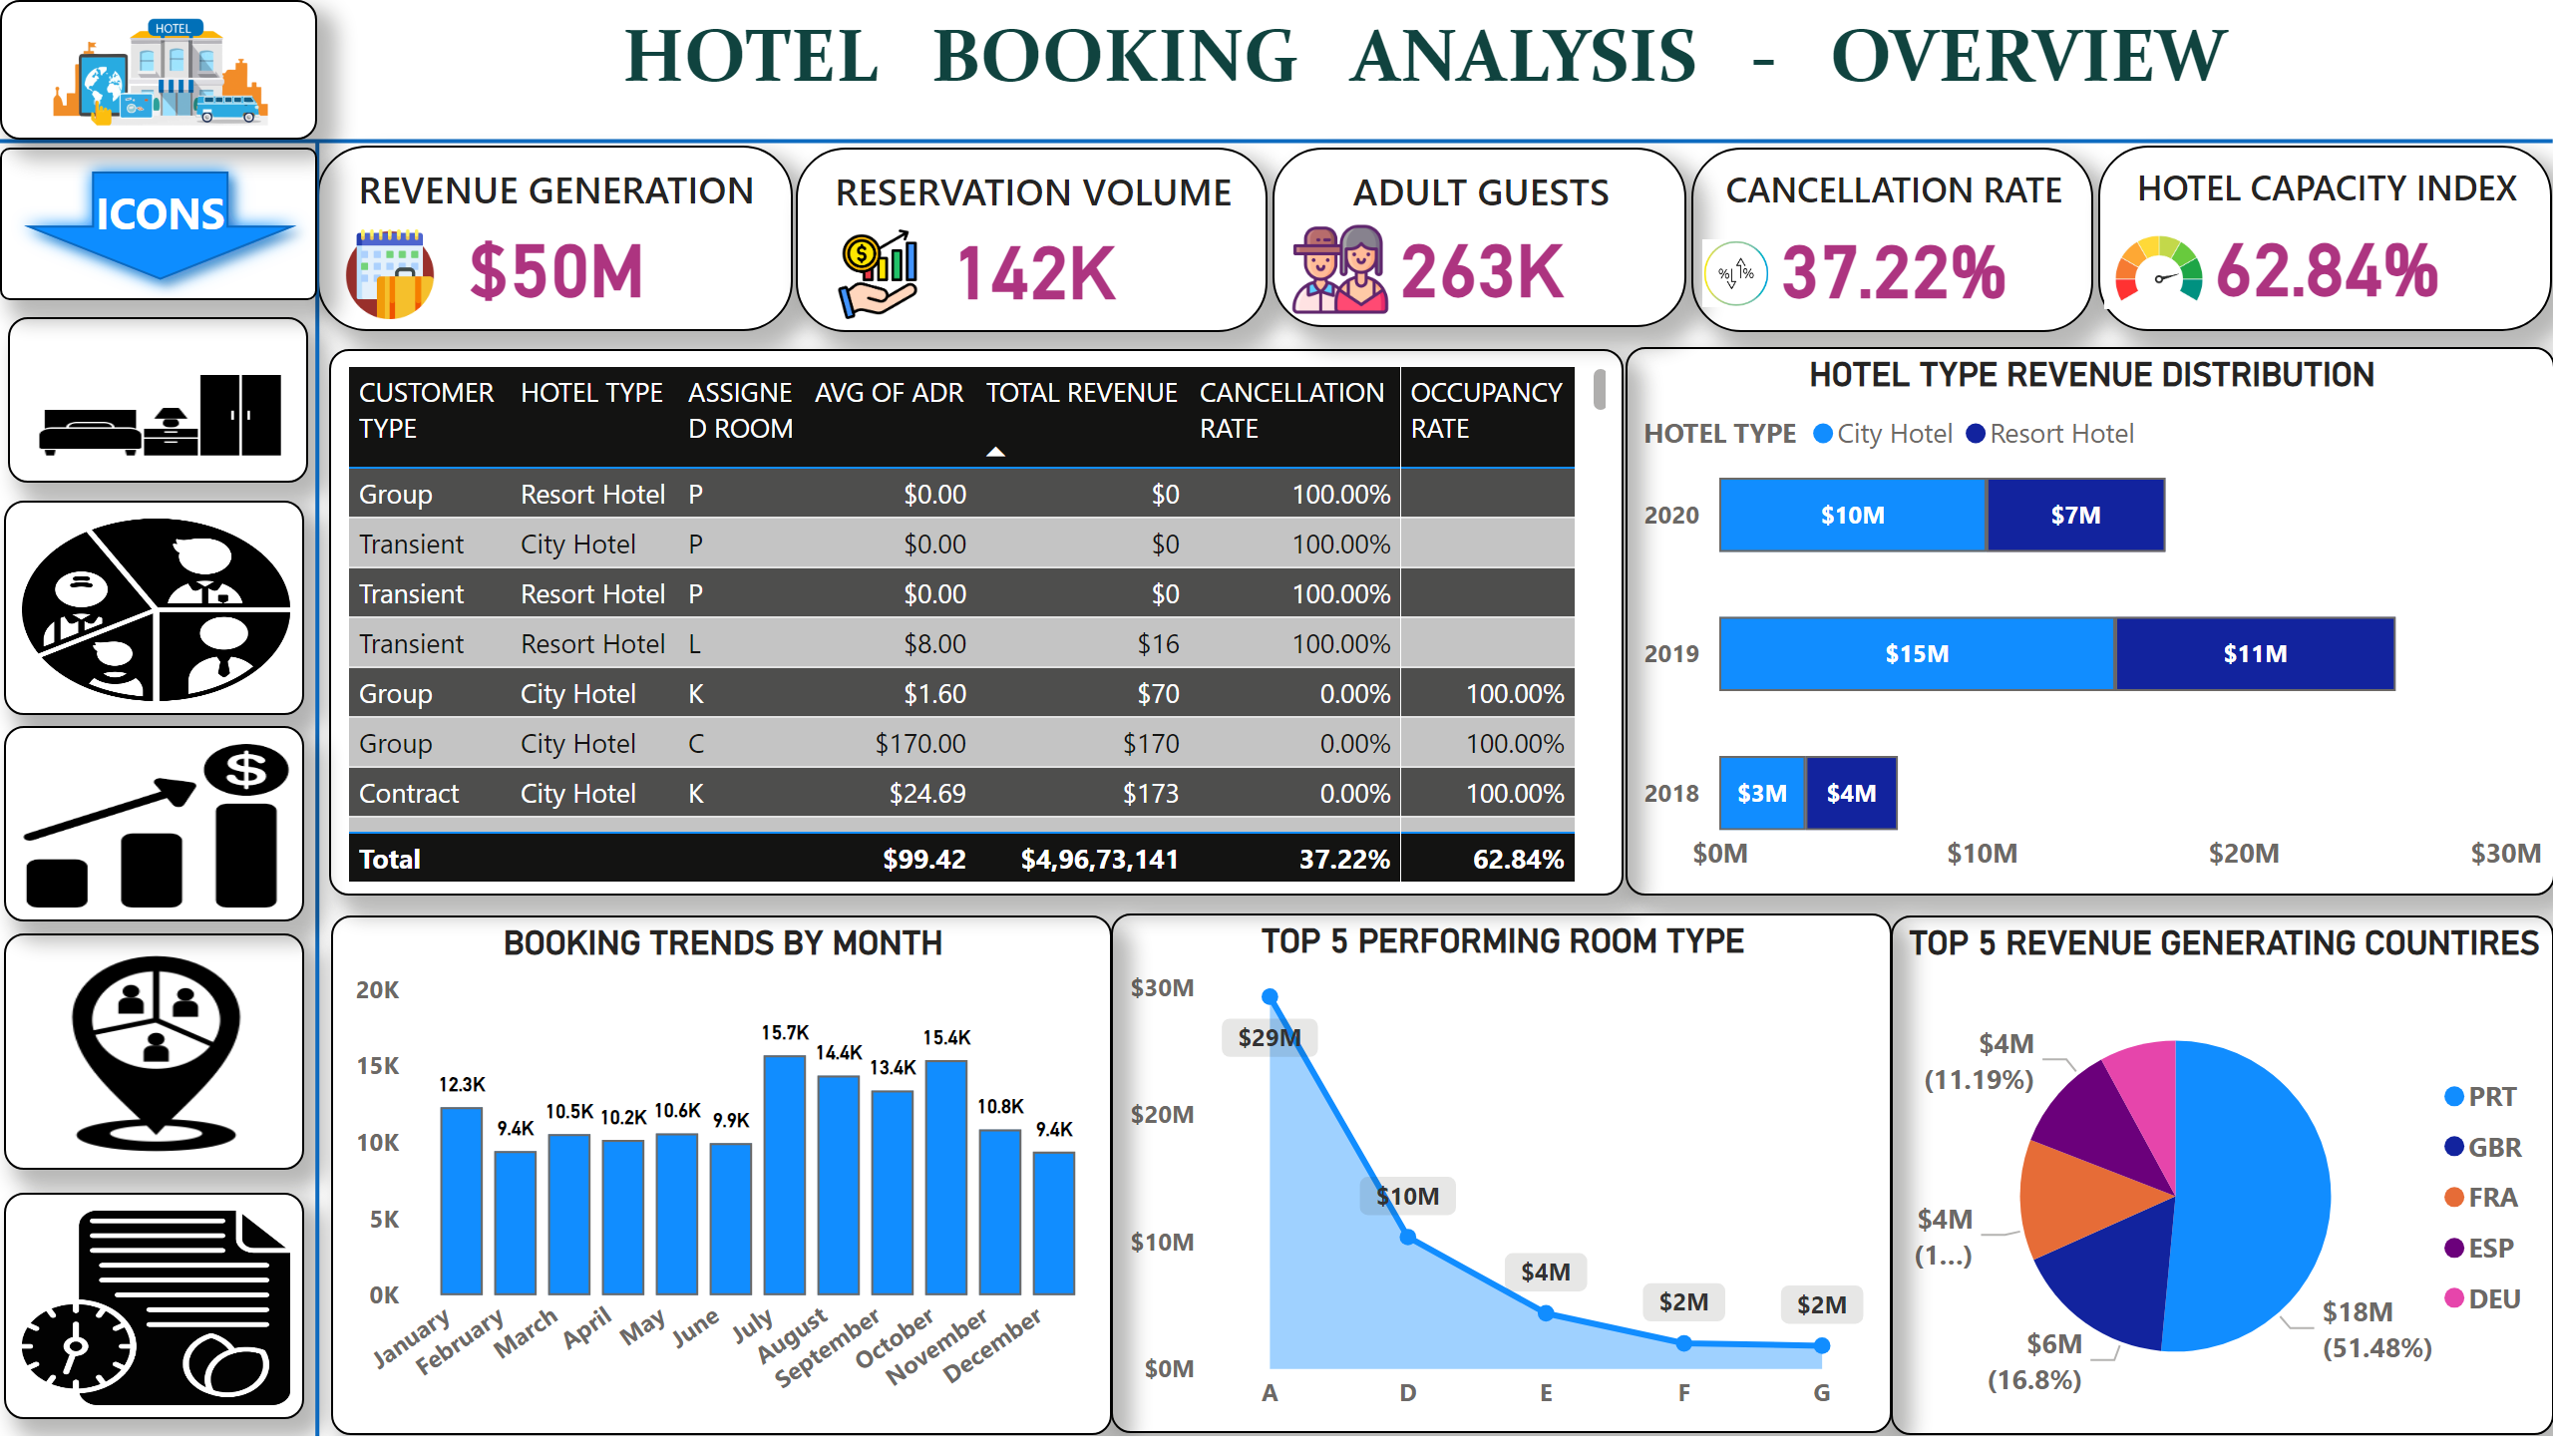 HOTEL
HOTEL BOOKING ANALYSIS - OVERVIEW
ICONS
REVENUE GENERATION
$50M
RESERVATION VOLUME
$
142K
ADULT GUESTS
263K
CANCELLATION RATE
% %
37.22%
HOTEL CAPACITY INDEX
62.84%
CUSTOMER TYPE HOTEL TYPE ASSIGNE D ROOM AVG OF ADR TOTAL REVENUE CANCELLATION RATE OCCUPANCY RATE
Group Resort Hotel P $0.00 $0 100.00%
Transient City Hotel P $0.00 $0 100.00%
Transient Resort Hotel P $0.00 $0 100.00%
Transient Resort Hotel L $8.00 $16 100.00%
Group City Hotel K $1.60 $70 0.00% 100.00%
Group City Hotel C $170.00 $170 0.00% 100.00%
Contract City Hotel K $24.69 $173 0.00% 100.00%
Total $99.42 $4,96,73,141 37.22% 62.84%
HOTEL TYPE REVENUE DISTRIBUTION
HOTEL TYPE City Hotel Resort Hotel
2020 $10M $7M
2019 $15M $11M
2018 $3M $4M
$0M $10M $20M $30M
$
BOOKING TRENDS BY MONTH
20K
15K
10K
5K
0K
12.3K 9.4K 10.5K 10.2K 10.6K 9.9K 15.7K 14.4K 13.4K 15.4K 10.8K 9.4K
January February March April May June July August September October November December
TOP 5 PERFORMING ROOM TYPE
$30M
$20M
$10M
$0M
$29M $10M $4M $2M $2M
A D E F G
TOP 5 REVENUE GENERATING COUNTIRES
$4M
(11.19%)
$4M
(1...)
$6M
(16.8%)
$18M
(51.48%)
PRT
GBR
FRA
ESP
DEU